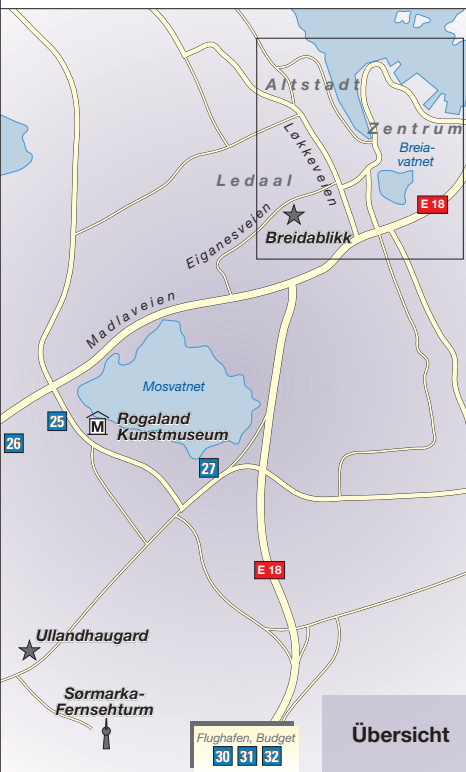 Altstadt
Zentrum
Løkkeveien
Breia-
vatnet
Ledaal
E 18
Eiganesveien
Breidablikk
Madlaveien
Mosvatnet
25
M
Rogaland
Kunstmuseum
26
27
E 18
Ullandhaugard
Sørmarka-
Fernsehturm
Flughafen, Budget
30 31 32
Übersicht